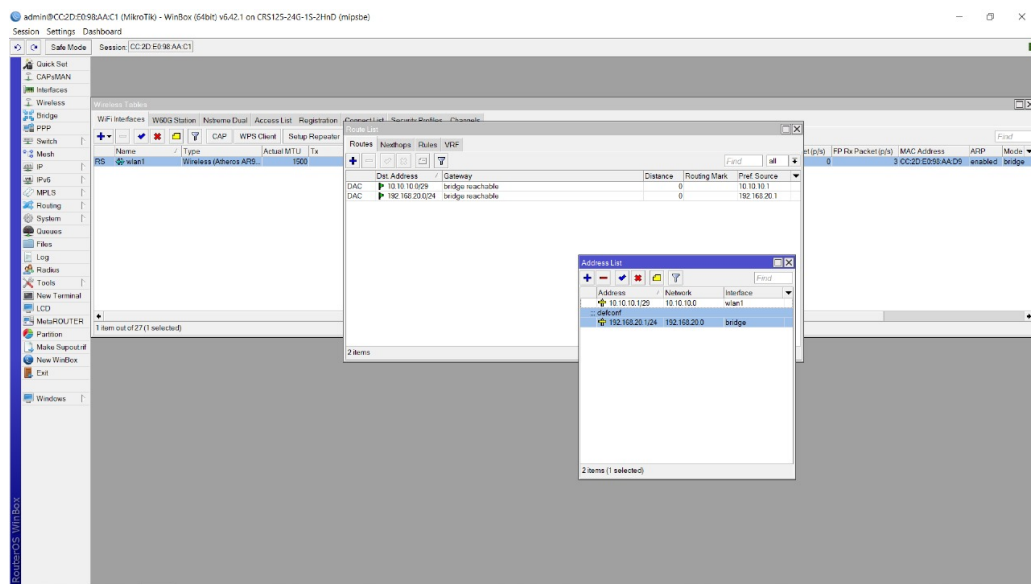 admin@CC:2D:E0:98:AA:C1 (MikroTik) - WinBox (64bit) v6.42.1 on CRS125-24G-1S-2HnD (mipsbe)
Session Settings Dashboard
Safe Mode Session: CC:2D:E0:98:AA:C1
Quick Set
CAPsMAN
Interfaces
Wireless
Bridge
PPP
Switch
Mesh
IP
IPv6
MPLS
Routing
System
Queues
Files
Log
Radius
Tools
New Terminal
LCD
MetaROUTER
Partition
Make Supout.rif
New WinBox
Exit
Windows
RouterOS WinBox
Wireless Tables
WiFi Interfaces W60G Station Nstreme Dual Access List Registration Connect List Security Profiles Channels
CAP WPS Client Setup Repeater
Find
Name Type Actual MTU Tx
et (p/s) FP Rx Packet (p/s) MAC Address ARP Mode
RS wlan1 Wireless (Atheros AR9... 1500
0 3 CC:2D:E0:98:AA:D9 enabled bridge
1 item out of 27 (1 selected)
Route List
Routes Nexthops Rules VRF
Find all
Dst. Address Gateway Distance Routing Mark Pref. Source
DAC 10.10.10.0/29 bridge reachable 0 10.10.10.1
DAC 192.168.20.0/24 bridge reachable 0 192.168.20.1
2 items
Address List
Find
Address Network Interface
10.10.10.1/29 10.10.10.0 wlan1
::: defconf
192.168.20.1/24 192.168.20.0 bridge
2 items (1 selected)